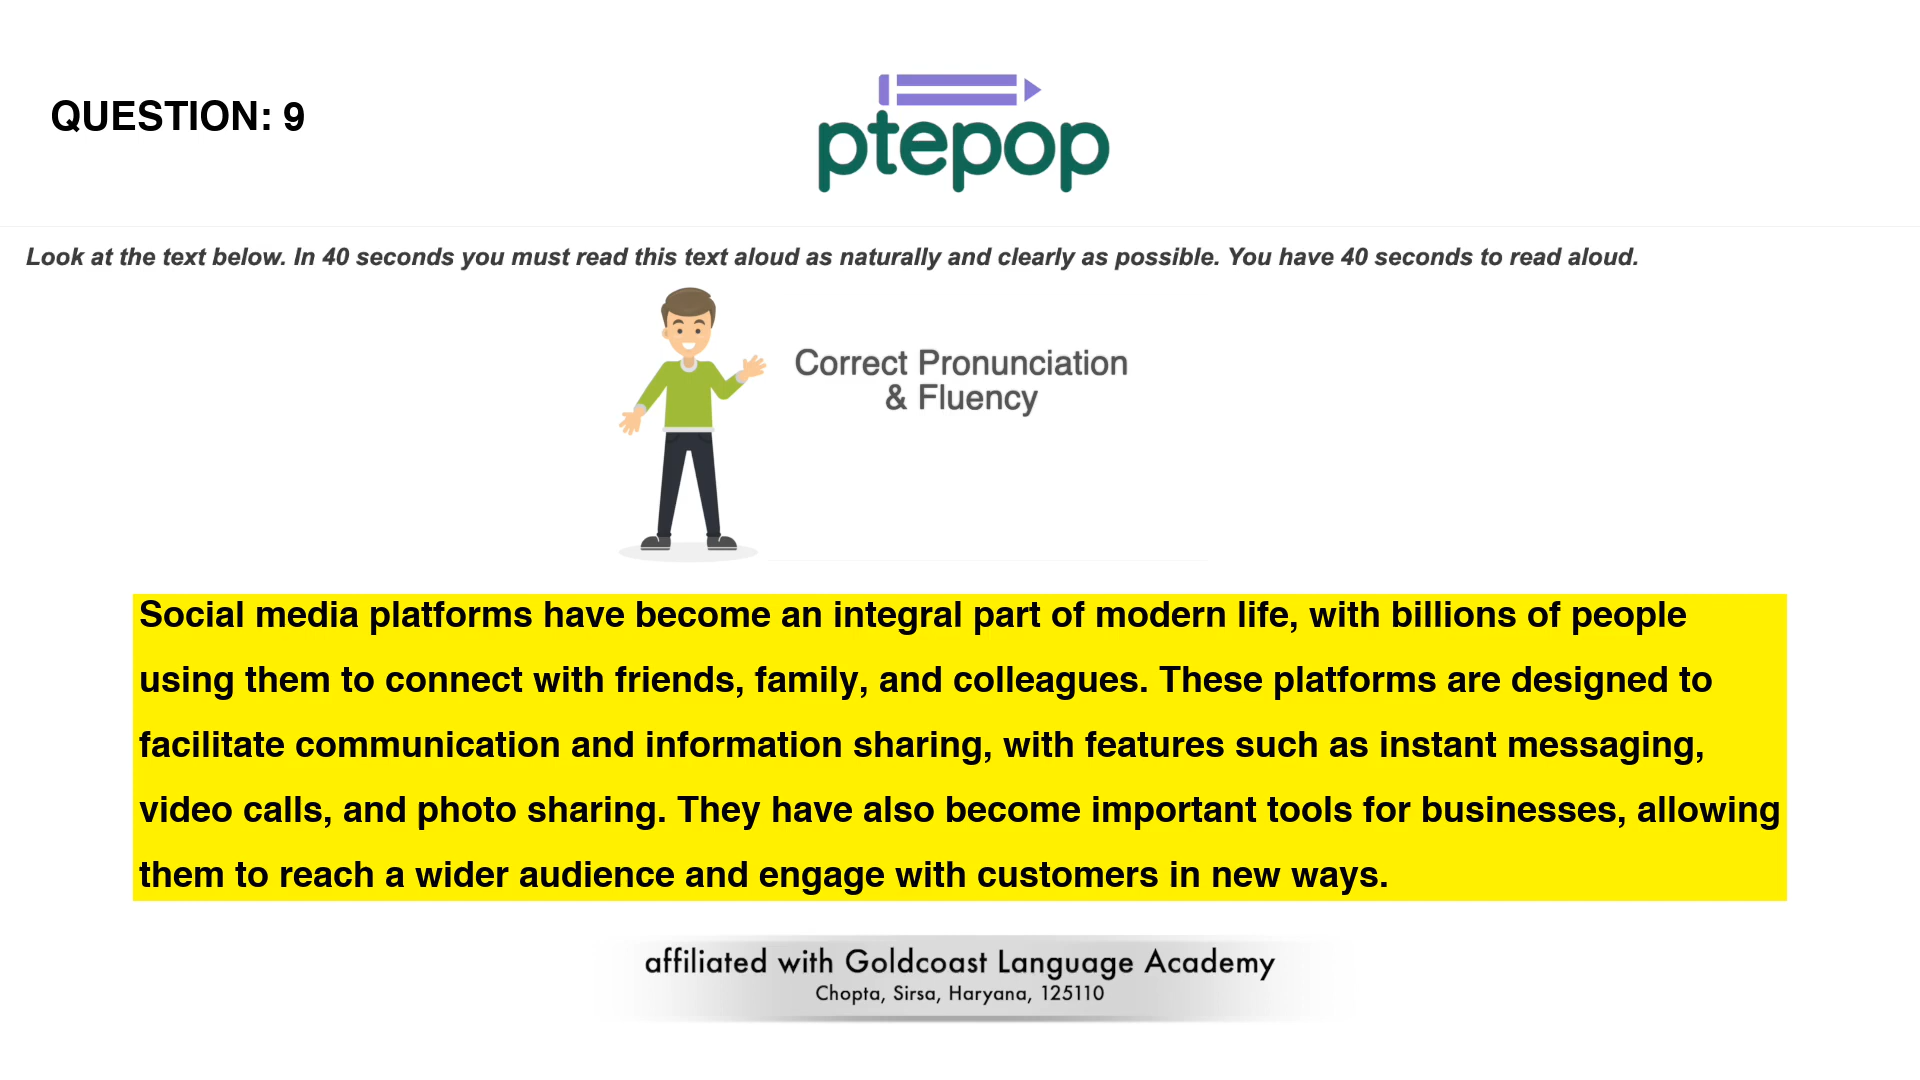 QUESTION: 9
ptepop
Look at the text below. In 40 seconds you must read this text aloud as naturally and clearly as possible. You have 40 seconds to read aloud.
Correct Pronunciation
& Fluency
Social media platforms have become an integral part of modern life, with billions of people
using them to connect with friends, family, and colleagues. These platforms are designed to
facilitate communication and information sharing, with features such as instant messaging,
video calls, and photo sharing. They have also become important tools for businesses, allowing
them to reach a wider audience and engage with customers in new ways.
affiliated with Goldcoast Language Academy
Chopta, Sirsa, Haryana, 125110